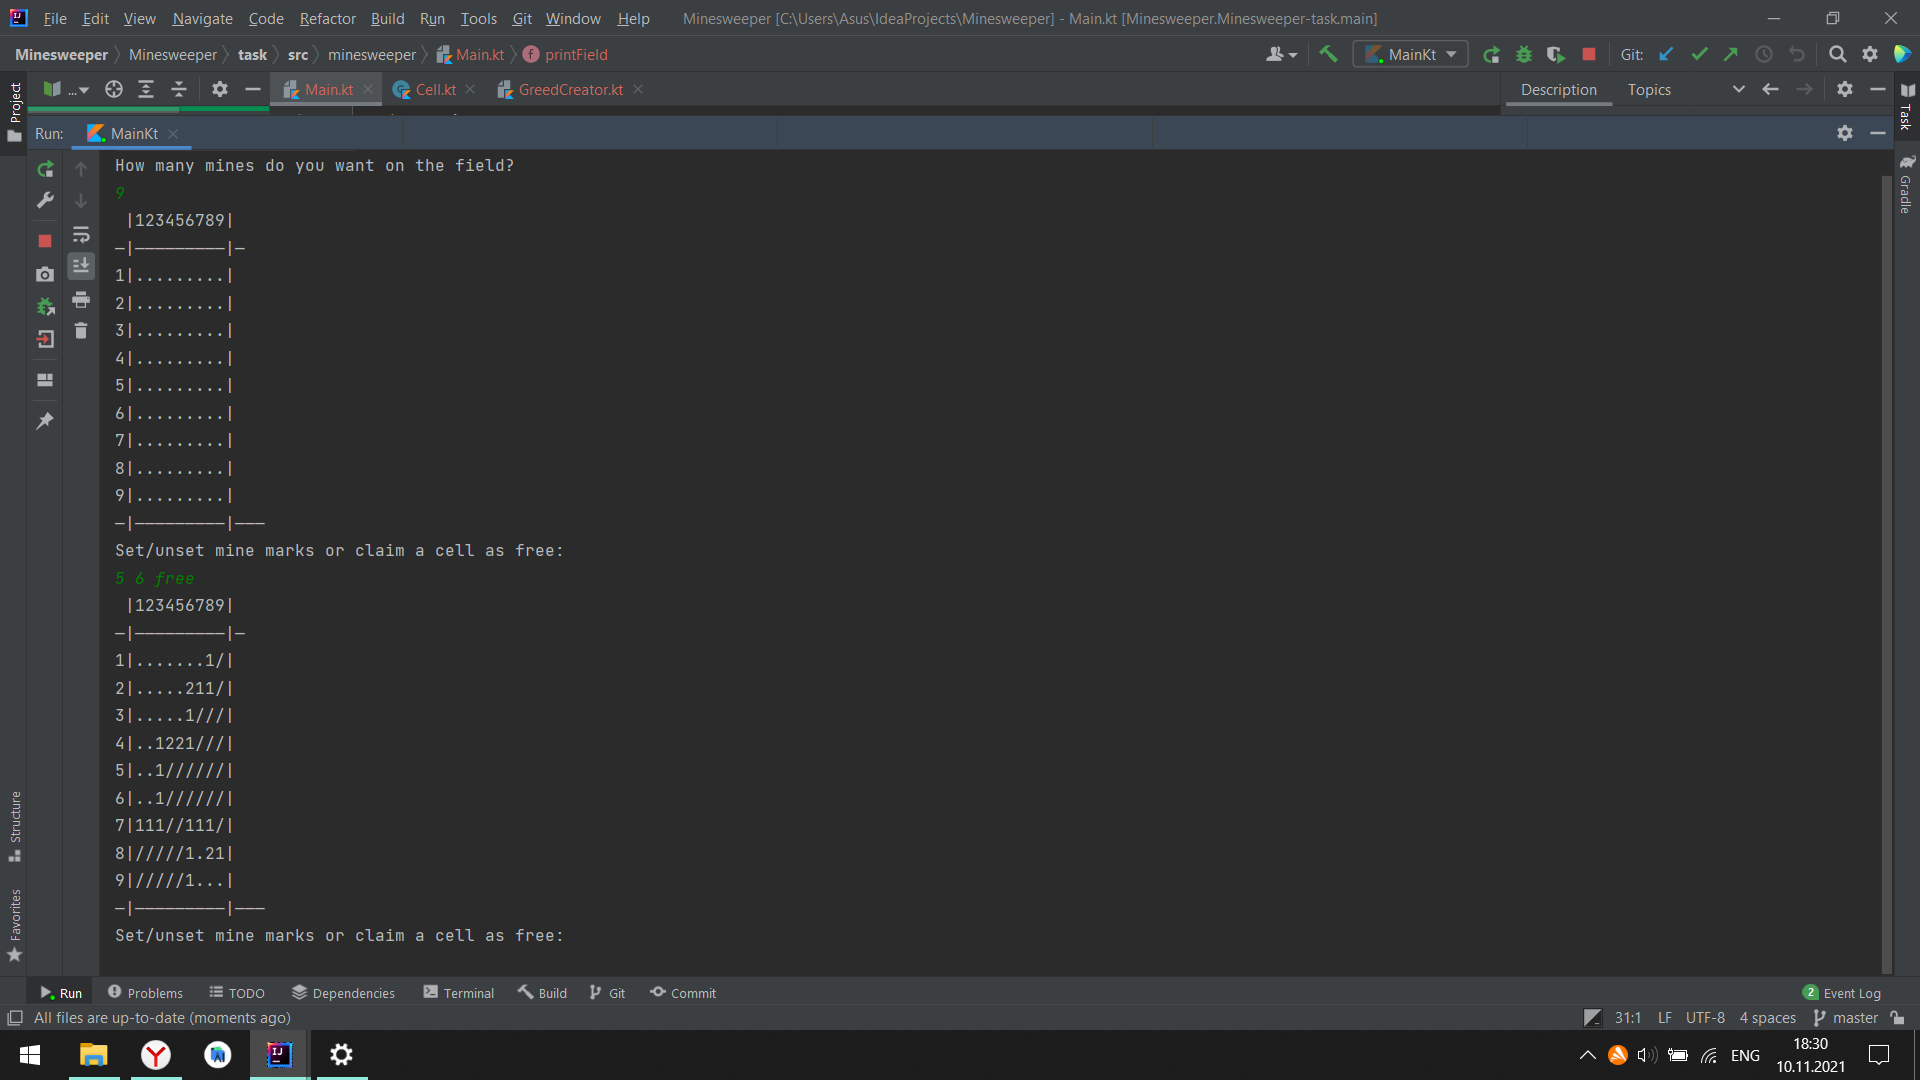 File Edit View Navigate Code Refactor Build Run Tools Git Window Help Minesweeper [C:\Users\Asus\IdeaProjects\Minesweeper] - Main.kt [Minesweeper.Minesweeper-task.main]
Minesweeper Minesweeper task src minesweeper Main.kt f printField MainKt Git:
Project ... Main.kt Cell.kt GreedCreator.kt Description Topics
Task
Gradle
Run: MainKt
How many mines do you want on the field?
9
 |123456789|
—|—————————|—
1|.........|
2|.........|
3|.........|
4|.........|
5|.........|
6|.........|
7|.........|
8|.........|
9|.........|
—|—————————|———
Set/unset mine marks or claim a cell as free:
5 6 free
 |123456789|
—|—————————|—
1|.......1/|
2|.....211/|
3|.....1///|
4|..1221///|
5|..1//////|
6|..1//////|
7|111//111/|
8|/////1.21|
9|/////1...|
—|—————————|———
Set/unset mine marks or claim a cell as free:
Structure
Favorites
Run Problems TODO Dependencies Terminal Build Git Commit 2 Event Log
All files are up-to-date (moments ago) 31:1 LF UTF-8 4 spaces master
ENG 18:30
10.11.2021